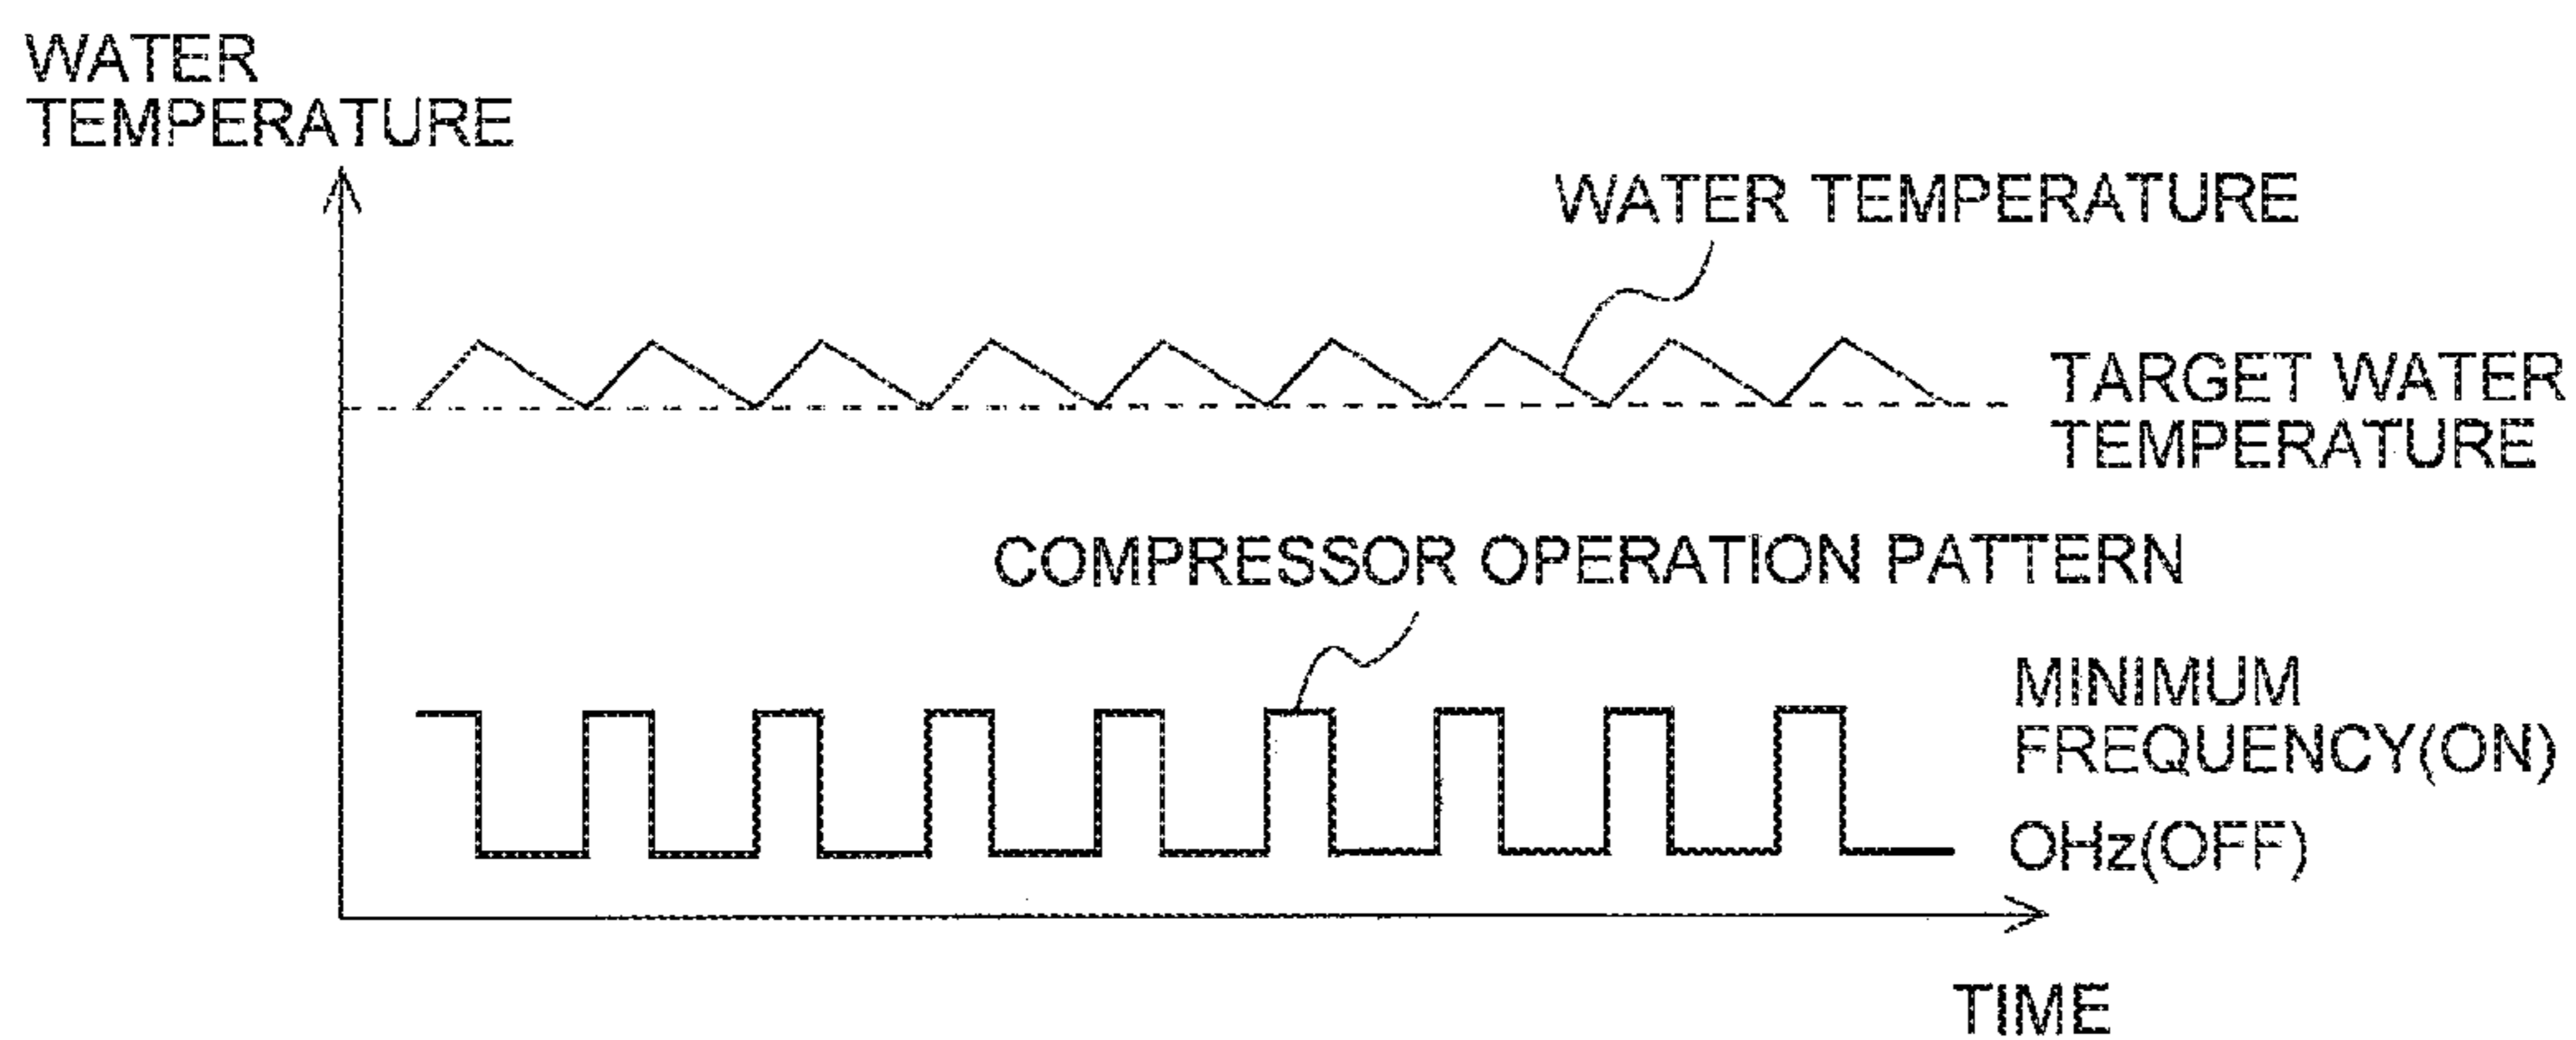 WATER
TEMPERATURE
WATER TEMPERATURE
TARGET WATER
TEMPERATURE
COMPRESSOR OPERATION PATTERN
MINIMUM
FREQUENCY(ON)
0Hz(OFF)
TIME